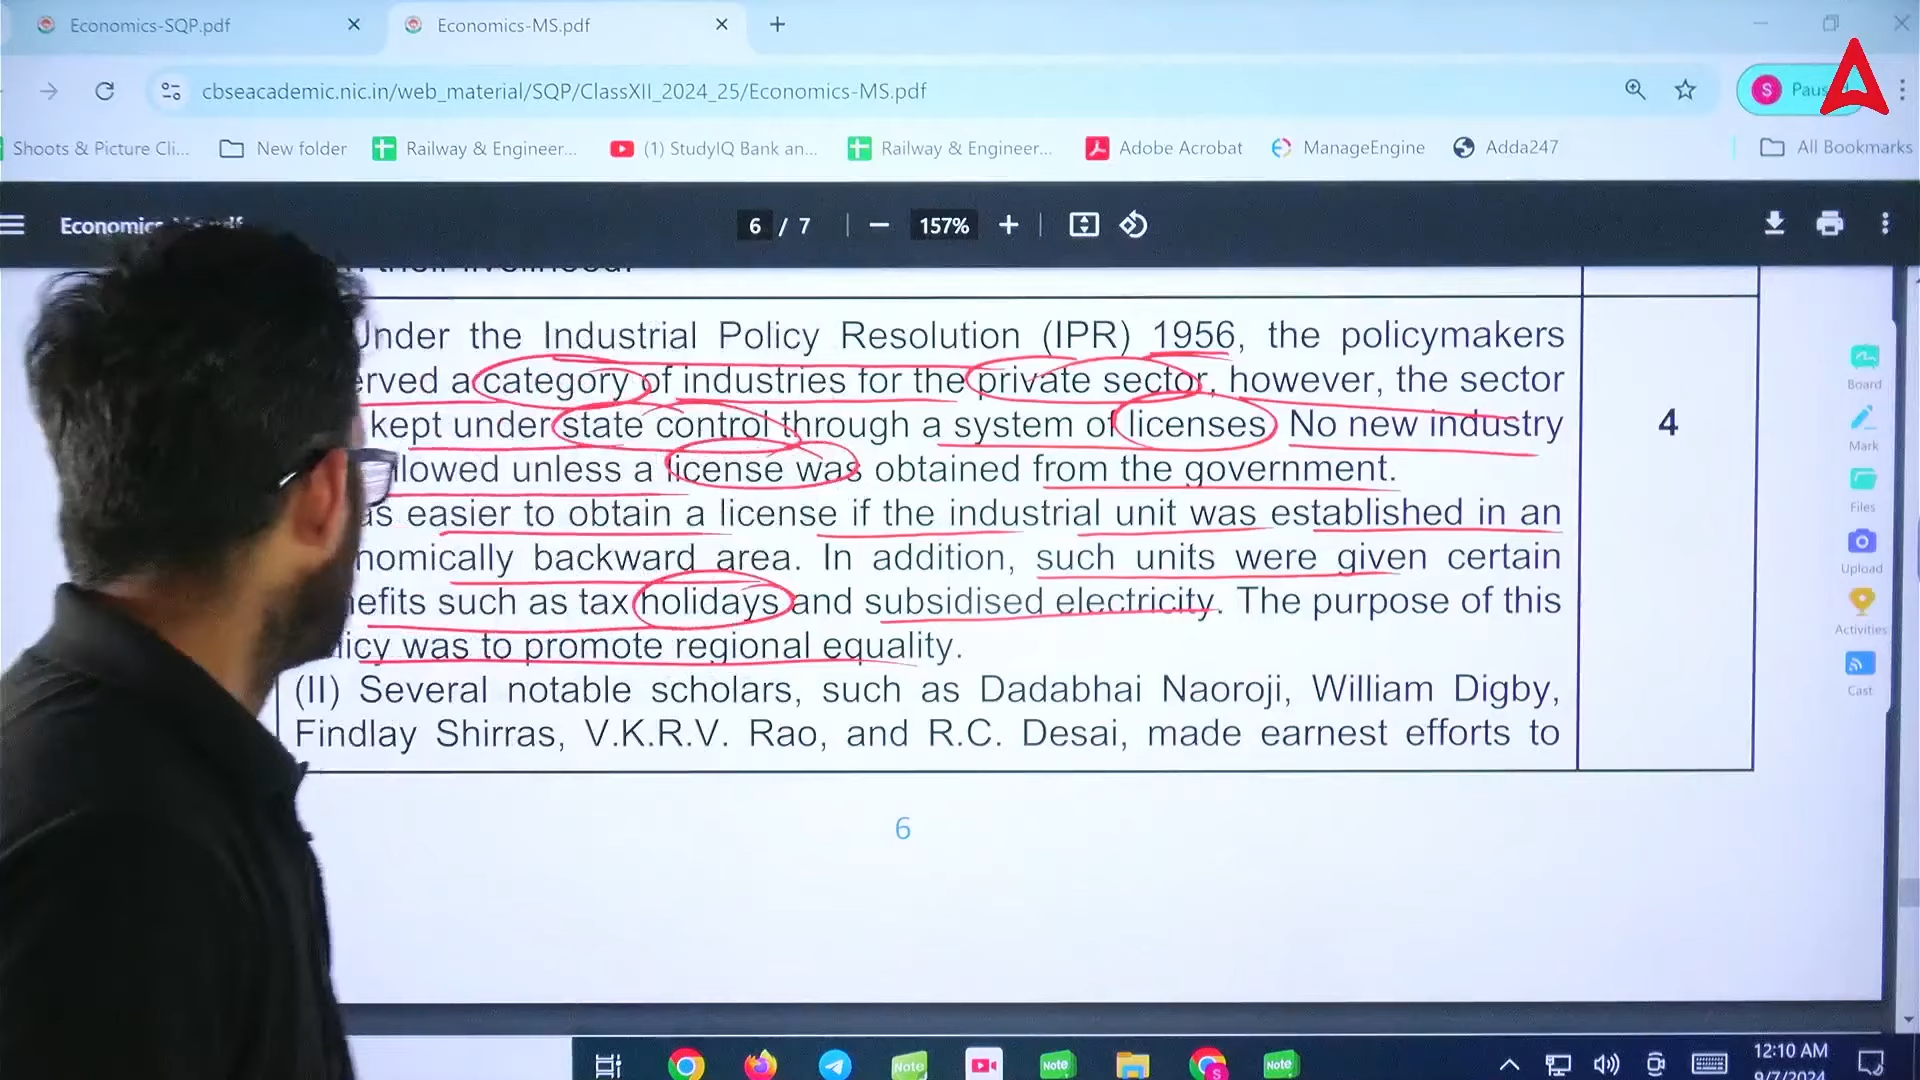 Economics-SQP.pdf
Economics-MS.pdf
cbseacademic.nic.in/web_material/SQP/ClassXII_2024_25/Economics-MS.pdf
S
Shoots & Picture Cli...
New folder
Railway & Engineer...
(1) StudyIQ Bank an...
Railway & Engineer...
Adobe Acrobat
ManageEngine
Adda247
All Bookmarks
6 / 7
157%
Under the Industrial Policy Resolution (IPR) 1956, the policymakers
category of industries for the private sector, however, the sector
kept under state control through a system of licenses No new industry
unless a license was obtained from the government.
easier to obtain a license if the industrial unit was established in an
backward area. In addition, such units were given certain
such as tax holidays and subsidised electricity. The purpose of this
was to promote regional equality.
(II) Several notable scholars, such as Dadabhai Naoroji, William Digby,
Findlay Shirras, V.K.R.V. Rao, and R.C. Desai, made earnest efforts to
4
6
Board
Mark
Files
Upload
Activities
Cast
Note
Note
S
Note
12:10 AM
9/7/2024